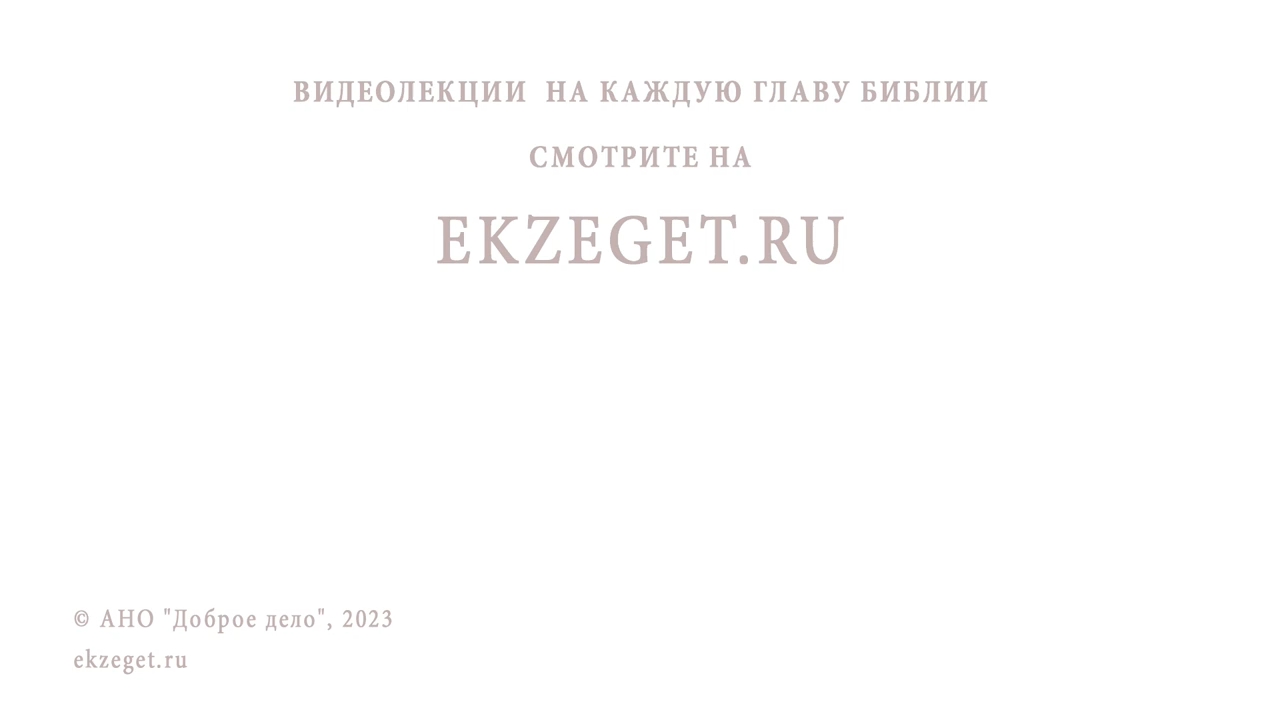 ВИДЕОЛЕКЦИИ НА КАЖДУЮ ГЛАВУ БИБЛИИ
СМОТРИТЕ НА
EKZEGET.RU
© АНО "Доброе дело", 2023
ekzeget.ru